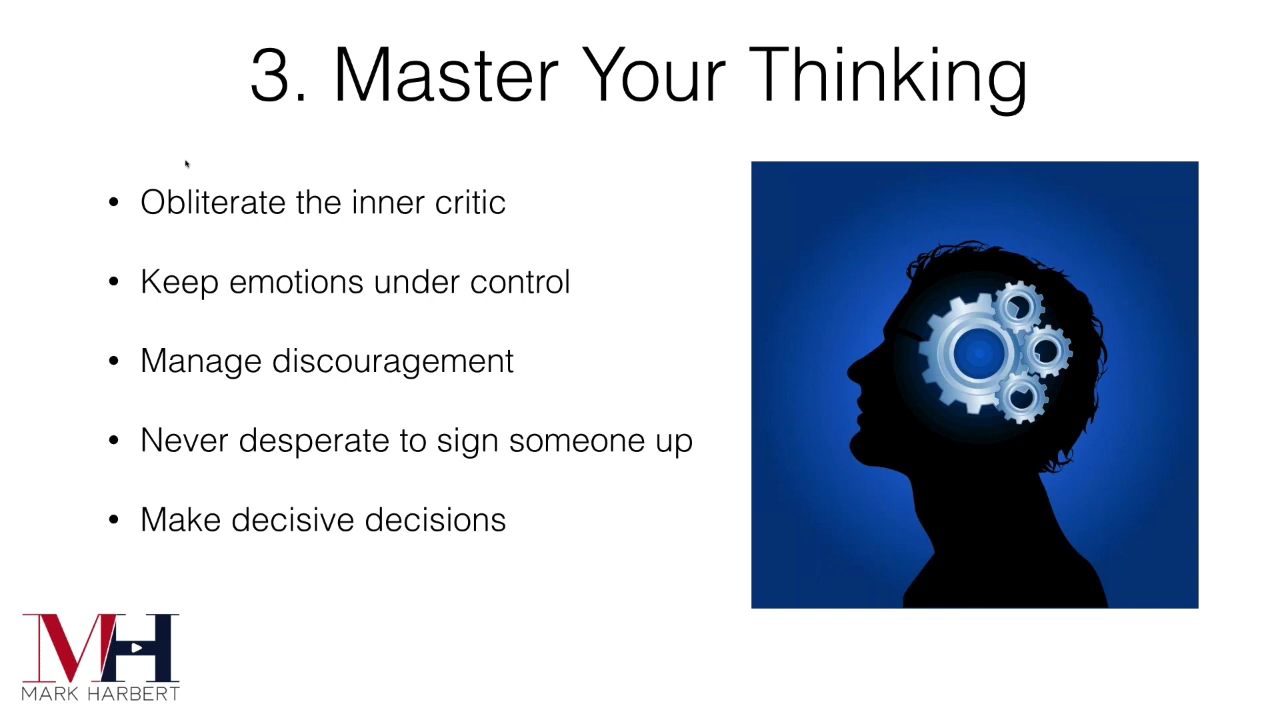 3. Master Your Thinking
• Obliterate the inner critic
• Keep emotions under control
• Manage discouragement
• Never desperate to sign someone up
• Make decisive decisions
MH
MARK HARBERT